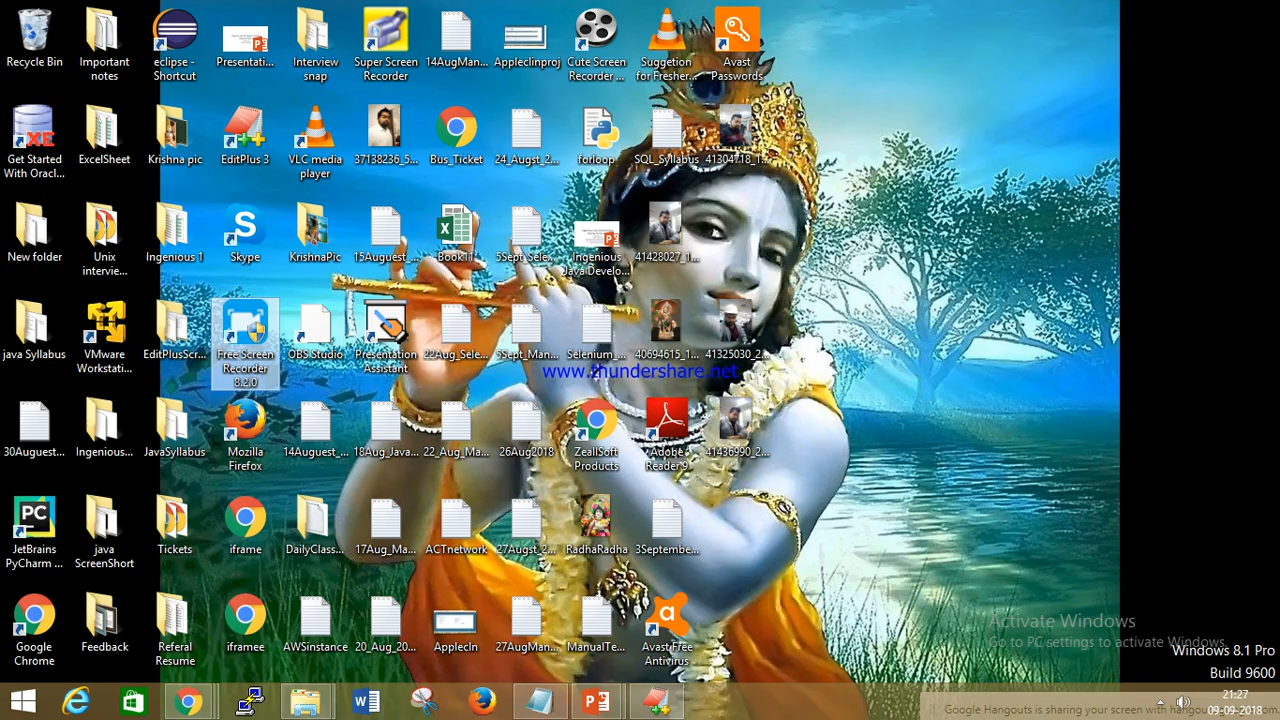 Recycle Bin
Important
notes
eclipse -
Shortcut
Presentati...
Interview
snap
Super Screen
Recorder
14AugMan...
Appleclinproj
Cute Screen
Recorder ...
Suggetion
for Fresher...
Avast
Passwords
Get Started
With Oracl...
ExcelSheet
Krishna pic
EditPlus 3
VLC media
player
37138236_5...
Bus_Ticket
24_Augst_2...
forloop
SQL_Syllabus
41304718_1...
New folder
Unix
intervie...
Ingenious 1
Skype
KrishnaPic
15Auguest_...
Book11
5Sept_Sele...
Ingenious
Java Develo...
41428027_1...
java Syllabus
VMware
Workstati...
EditPlusScr...
Free Screen
Recorder
8.2.0
OBS Studio
Presentation
Assistant
22Aug_Sele...
5Sept_Man...
Selenium_...
40694615_1...
41325030_2...
www.thundershare.net
30Auguest...
Ingenious...
JavaSyllabus
Mozilla
Firefox
14Auguest_...
18Aug_Java...
22_Aug_Ma...
26Aug2018
ZeallSoft
Products
Adobe
Reader 9
41436990_2...
PC
JetBrains
PyCharm ...
java
ScreenShort
Tickets
iframe
DailyClass...
17Aug_Ma...
ACTnetwork
27Augst_2...
RadhaRadha
3Septembe...
Google
Chrome
Feedback
Referal
Resume
iframee
AWSinstance
20_Aug_20...
ApplecIn
27AugMan...
ManualTe...
Avast Free
Antivirus
Activate Windows
Go to PC settings to activate Windows.
Windows 8.1 Pro
Build 9600
21:27
09-09-2018
Google Hangouts is sharing your screen with